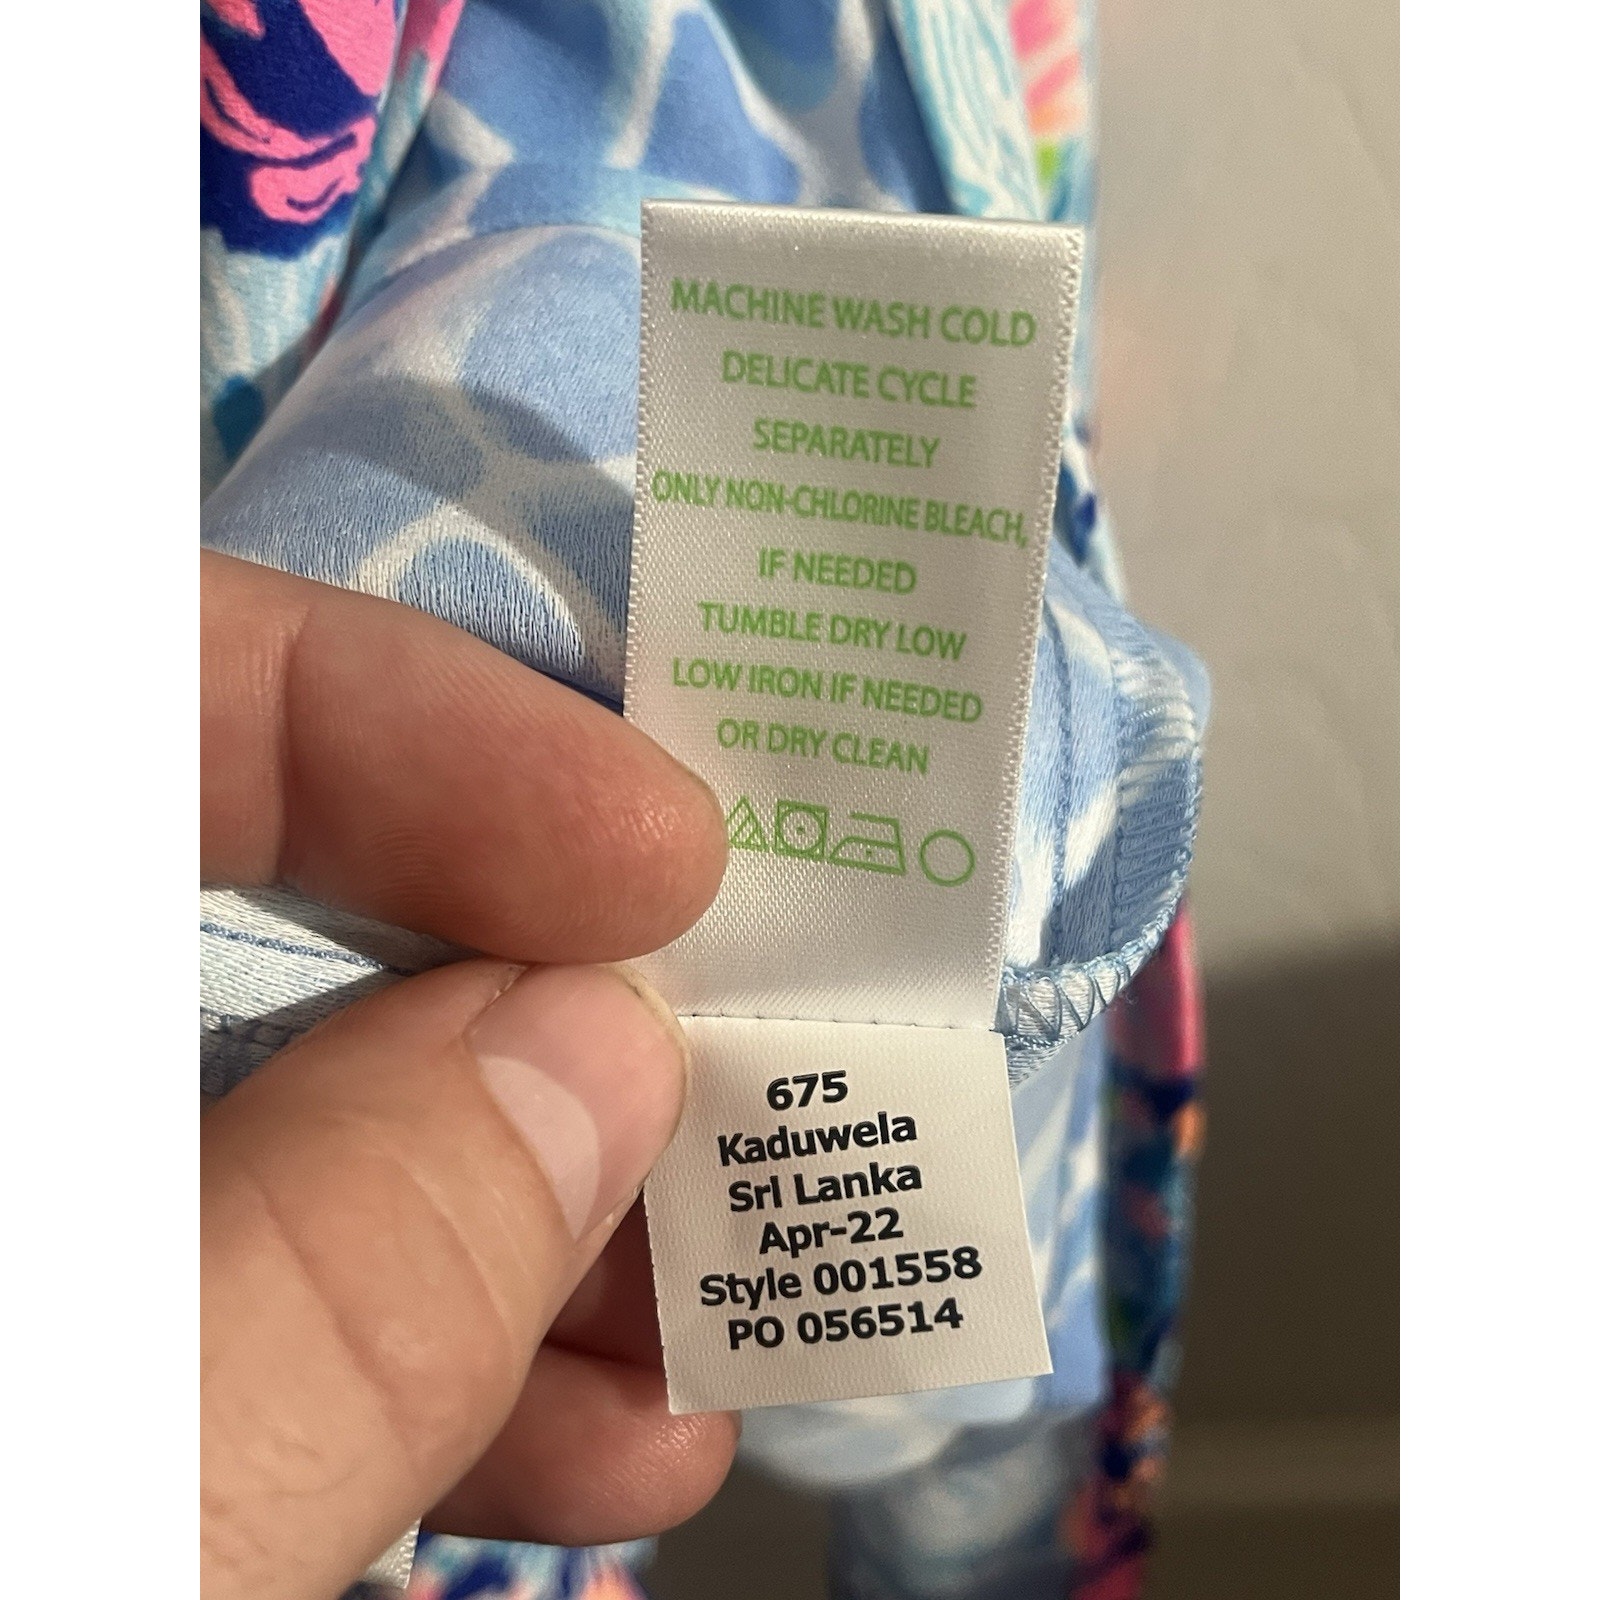 MACHINE WASH COLD
DELICATE CYCLE
SEPARATELY
ONLY NON-CHLORINE BLEACH,
IF NEEDED
TUMBLE DRY LOW
LOW IRON IF NEEDED
OR DRY CLEAN
675
Kaduwela
Sri Lanka
Apr-22
Style 001558
PO 056514